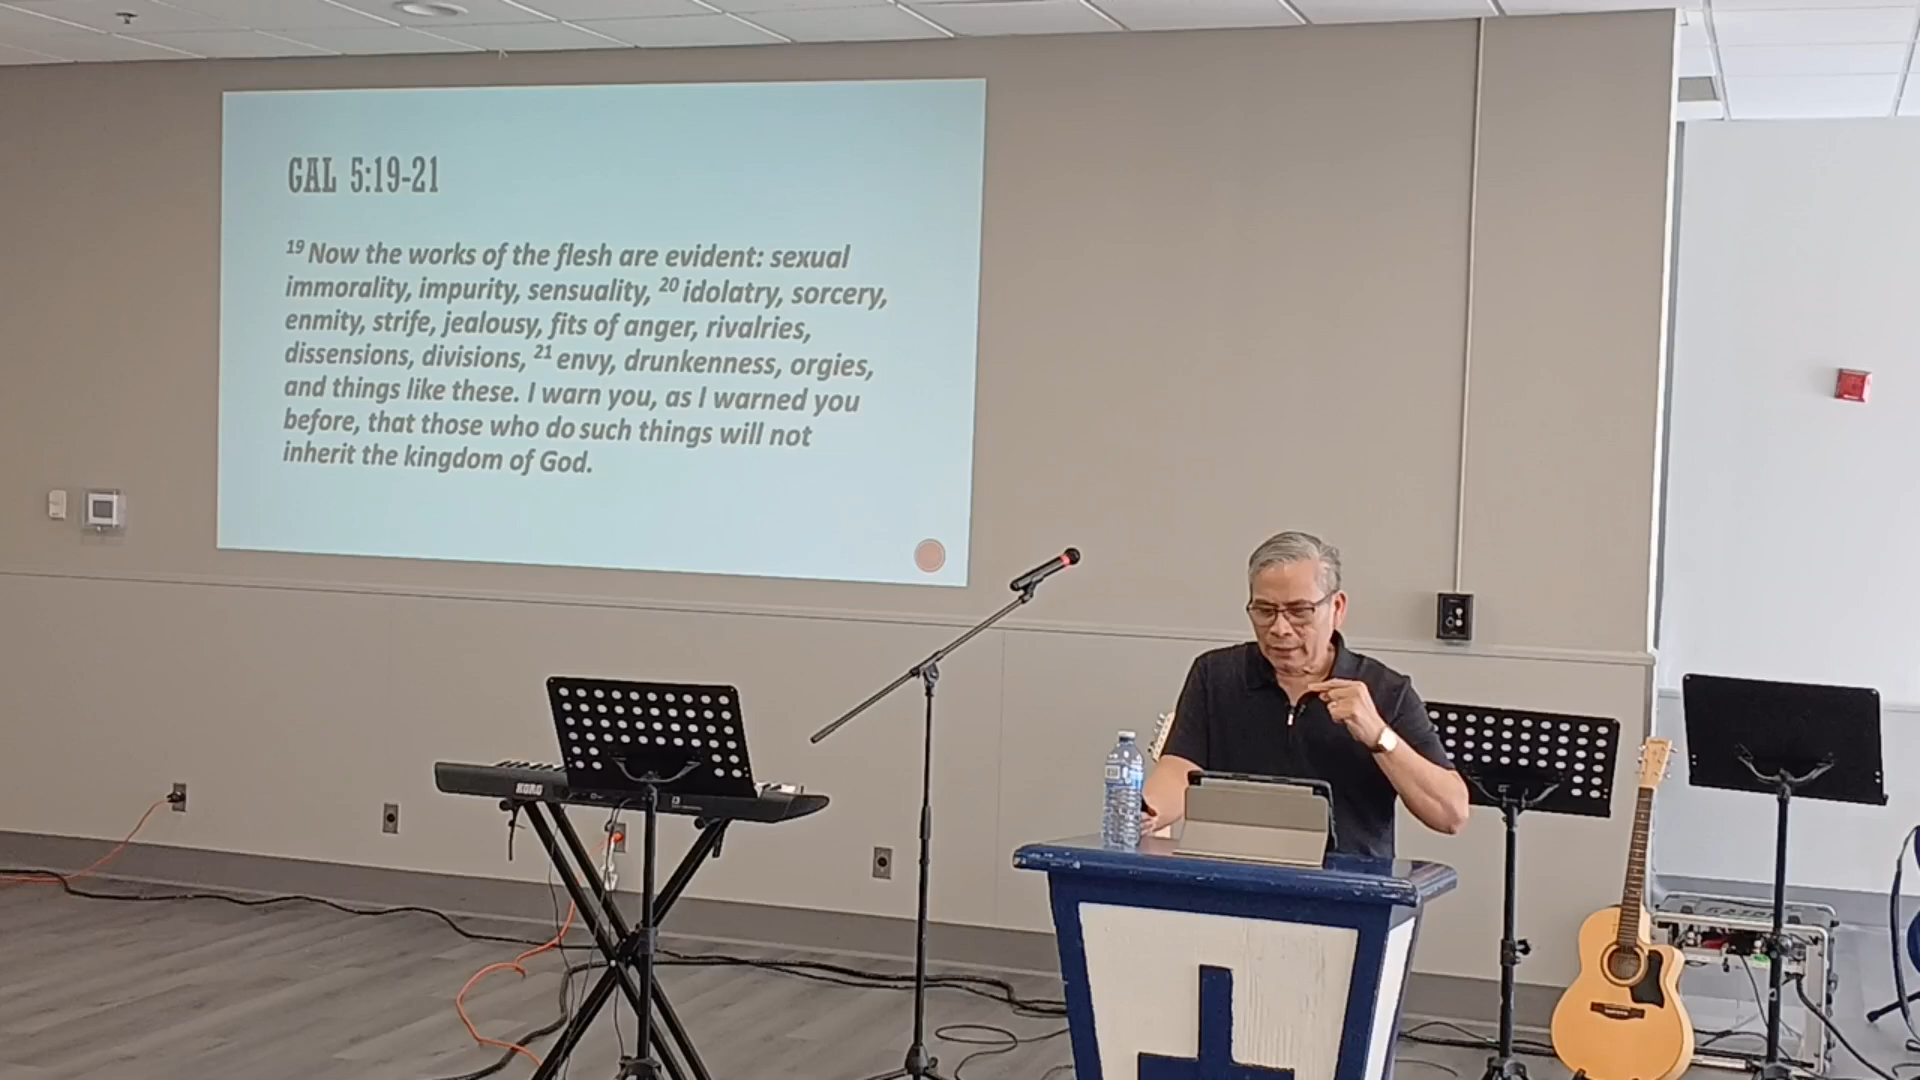 GAL 5:19-21
19 Now the works of the flesh are evident: sexual
immorality, impurity, sensuality, 20 idolatry, sorcery,
enmity, strife, jealousy, fits of anger, rivalries,
dissensions, divisions, 21 envy, drunkenness, orgies,
and things like these. I warn you, as I warned you
before, that those who do such things will not
inherit the kingdom of God.
KORG